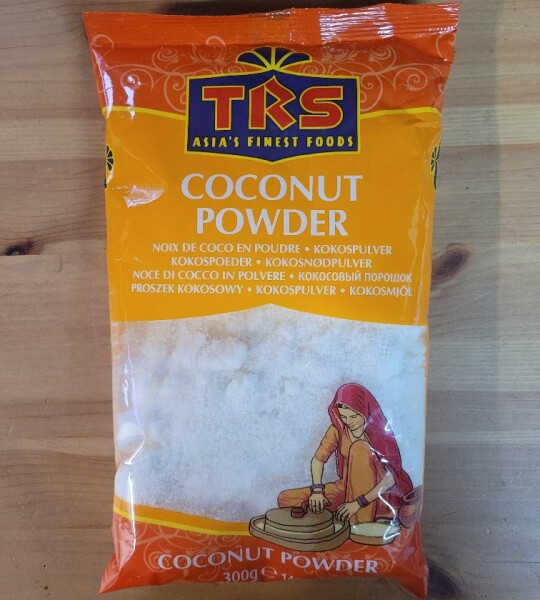 TRS
ASIA'S FINEST FOODS
COCONUT
POWDER
NOIX DE COCO EN POUDRE • KOKOSPULVER
KOKOSPOEDER • KOKOSNØDPULVER
NOCE DI COCCO IN POLVERE • КОКОСОВЫЙ ПОРОШОК
PROSZEK KOKOSOWY • KOKOSPULVER • KOKOSMJÖL
COCONUT POWDER
300g ℮